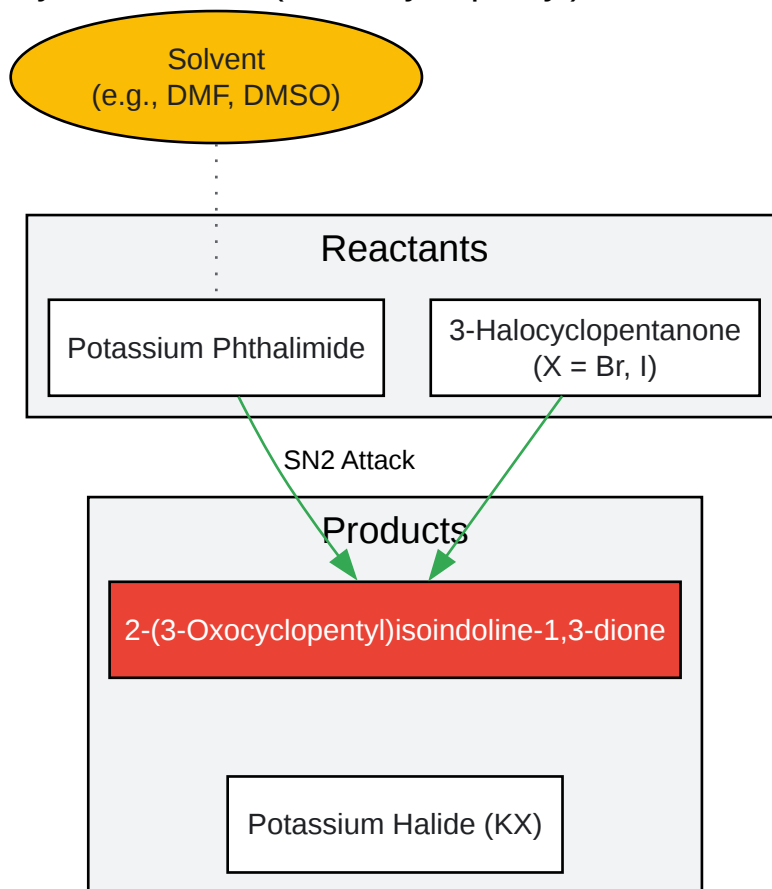 Solvent
(e.g., DMF, DMSO)
Reactants
Potassium Phthalimide
3-Halocyclopentanone
(X = Br, I)
SN2 Attack
Products
2-(3-Oxocyclopentyl)isoindoline-1,3-dione
Potassium Halide (KX)